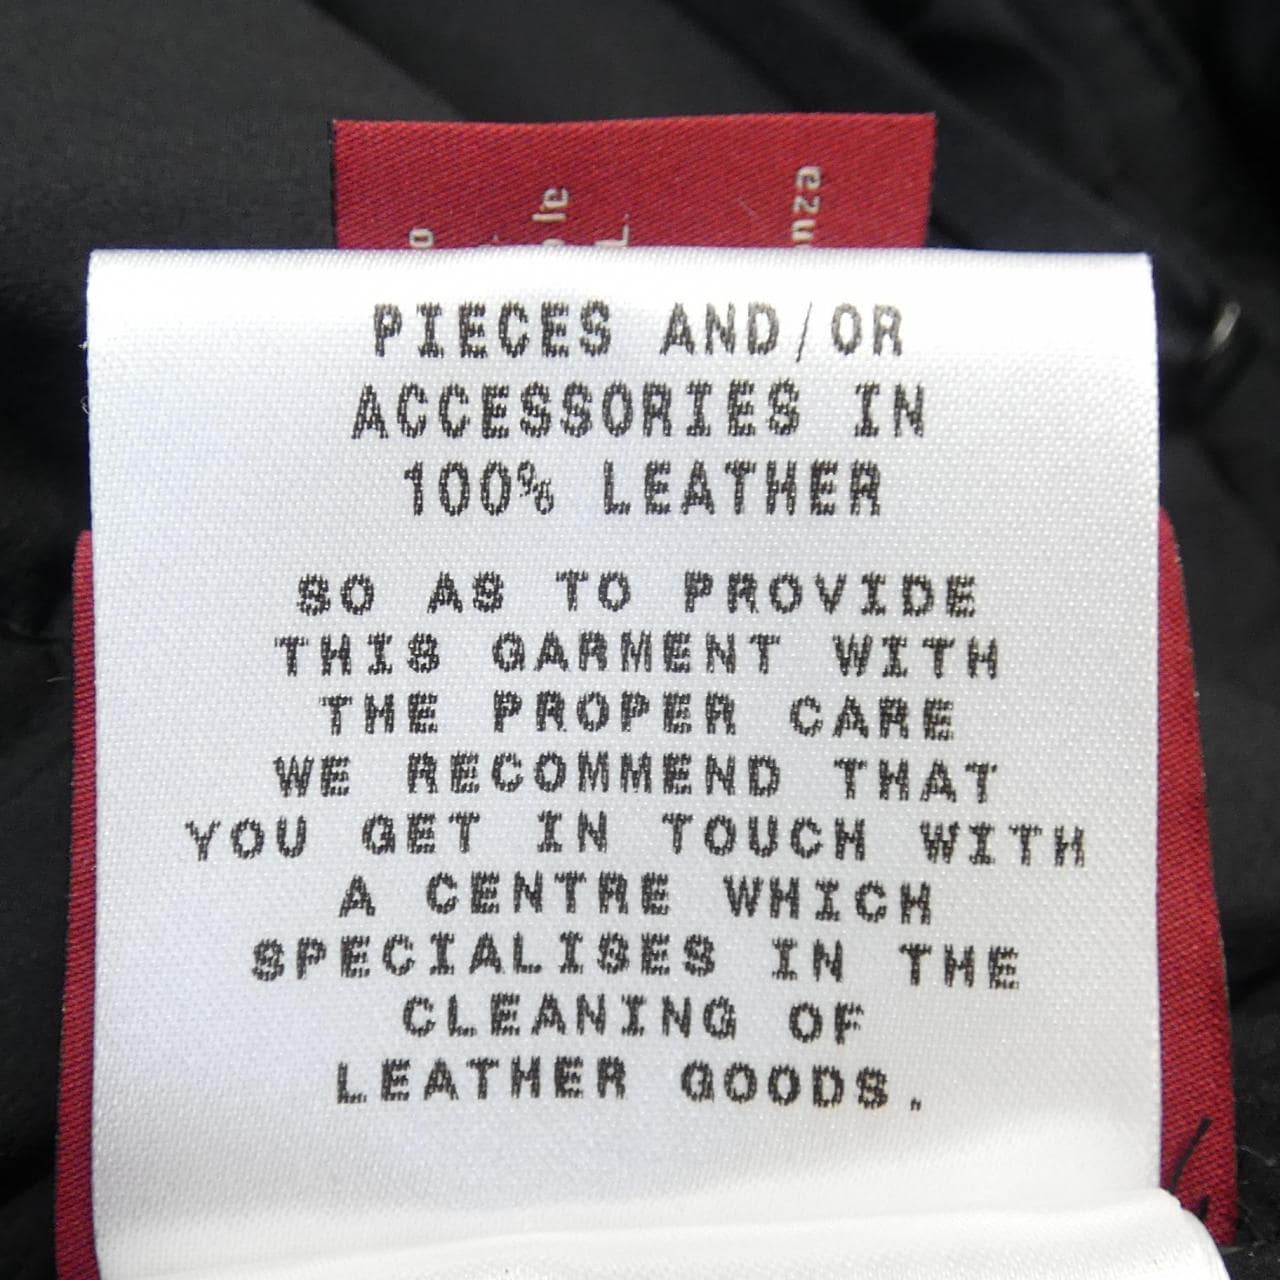 PIECES AND/OR
ACCESSORIES IN
100% LEATHER
SO AS TO PROVIDE
THIS GARMENT WITH
THE PROPER CARE
WE RECOMMEND THAT
YOU GET IN TOUCH WITH
A CENTRE WHICH
SPECIALISES IN THE
CLEANING OF
LEATHER GOODS.